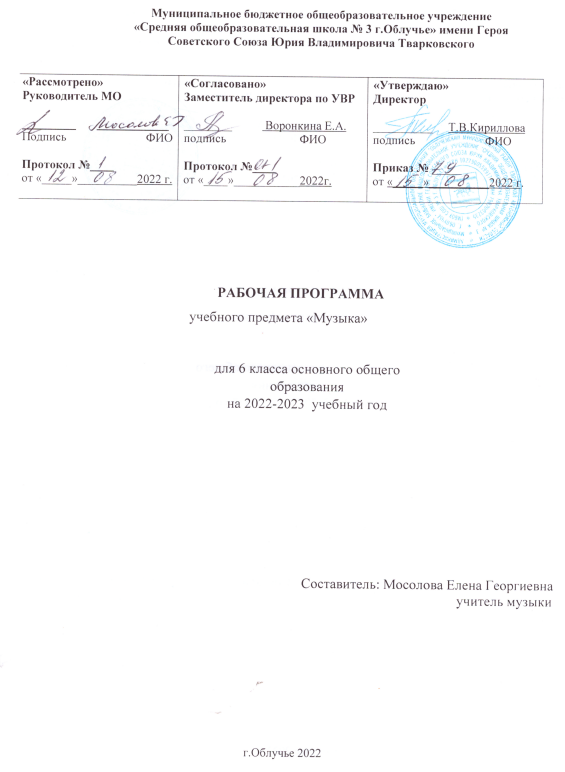 Муниципальное бюджетное общеобразовательное учреждение
«Средняя общеобразовательная школа № 3 г.Облучье» имени Героя
Советского Союза Юрия Владимировича Тварковского
«Рассмотрено»
Руководитель МО
Мосолова
Подпись ФИО
Протокол № 1
от « 12 » 08 2022 г.
«Согласовано»
Заместитель директора по УВР
Воронкина Е.А.
подпись ФИО
Протокол №
от « 15 » 08 2022г.
«Утверждаю»
Директор
Т.В.Кириллова
подпись ФИО
Приказ № 79
от « 15 » 08 2022 г.
РАБОЧАЯ ПРОГРАММА
учебного предмета «Музыка»
для 6 класса основного общего
образования
на 2022-2023 учебный год
Составитель: Мосолова Елена Георгиевна
учитель музыки
г.Облучье 2022